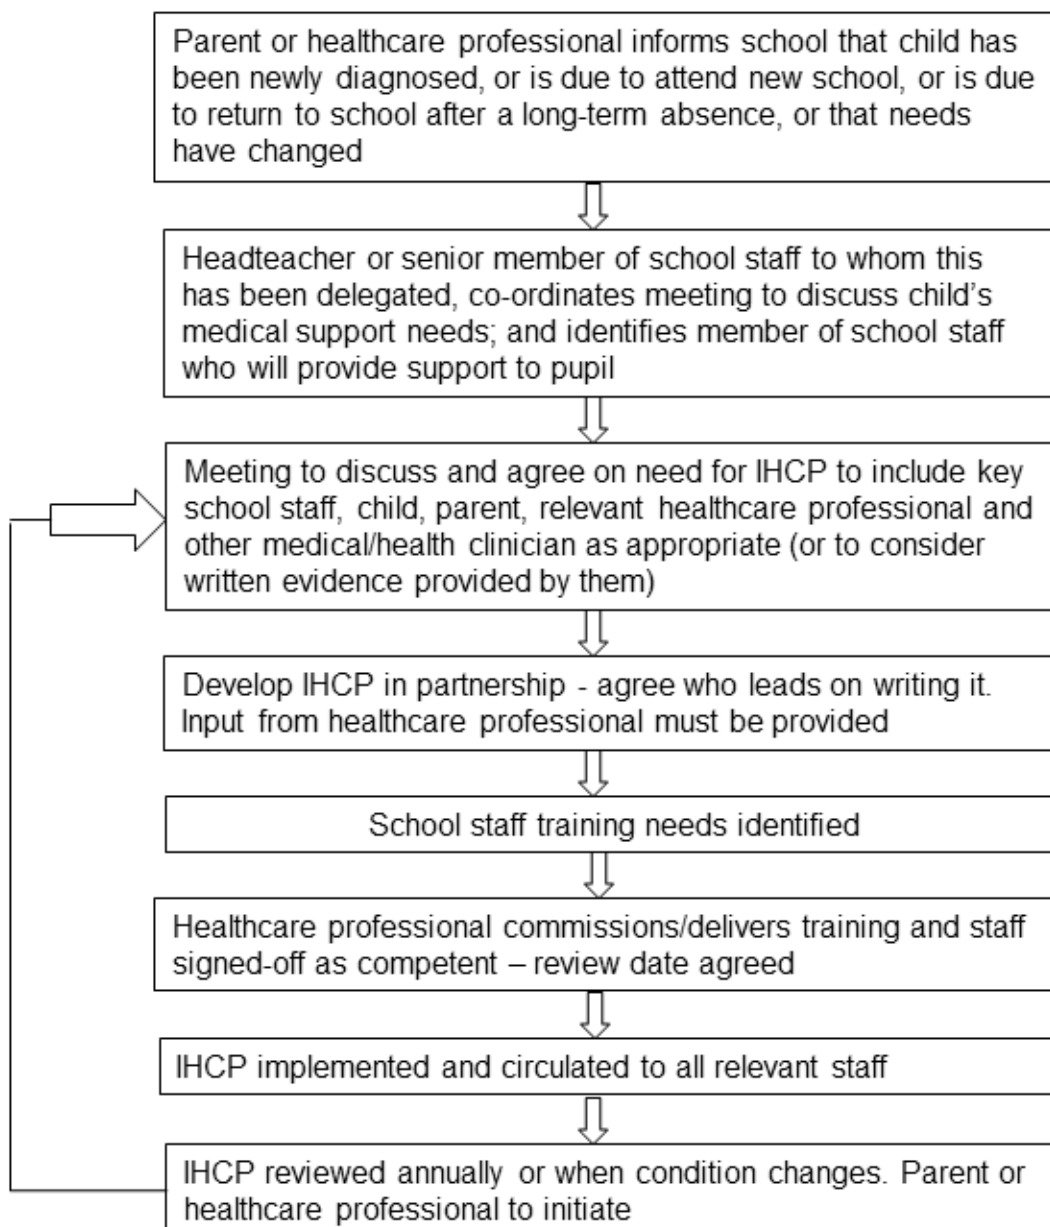 Parent or healthcare professional informs school that child has
been newly diagnosed, or is due to attend new school, or is due
to return to school after a long-term absence, or that needs
have changed
Headteacher or senior member of school staff to whom this
has been delegated, co-ordinates meeting to discuss child's
medical support needs; and identifies member of school staff
who will provide support to pupil
Meeting to discuss and agree on need for IHCP to include key
school staff, child, parent, relevant healthcare professional and
other medical/health clinician as appropriate (or to consider
written evidence provided by them)
Develop IHCP in partnership - agree who leads on writing it.
Input from healthcare professional must be provided
School staff training needs identified
Healthcare professional commissions/delivers training and staff
signed-off as competent – review date agreed
IHCP implemented and circulated to all relevant staff
IHCP reviewed annually or when condition changes. Parent or
healthcare professional to initiate